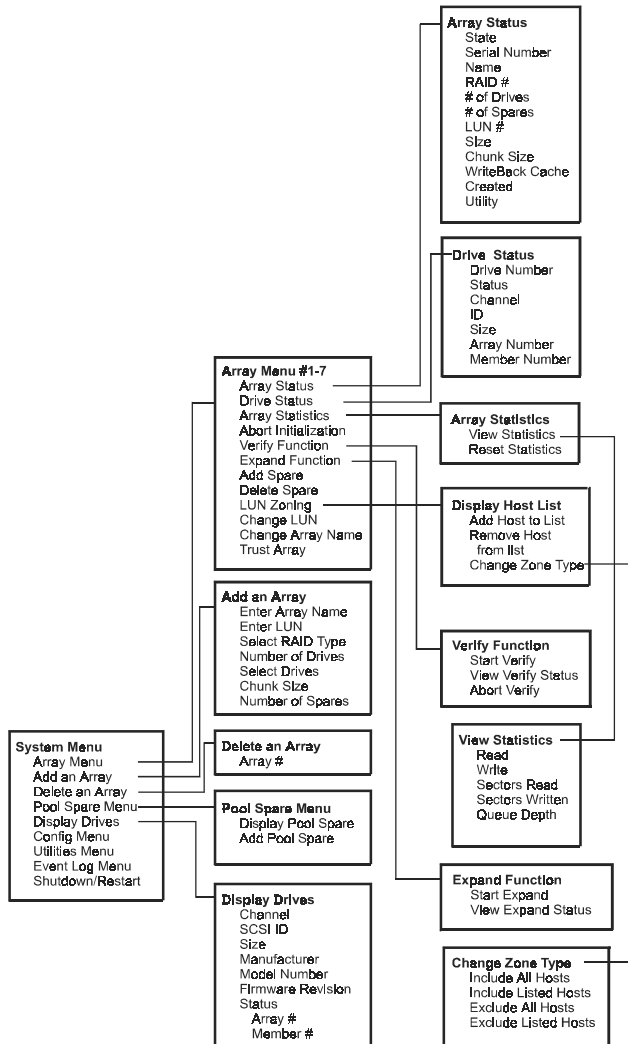 System Menu
Array Menu
Add an Array
Delete an Array
Pool Spare Menu
Display Drives
Config Menu
Utilities Menu
Event Log Menu
Shutdown/Restart
Array Menu #1-7
Array Status
Drive Status
Array Statistics
Abort Initialization
Verify Function
Expand Function
Add Spare
Delete Spare
LUN Zoning
Change LUN
Change Array Name
Trust Array
Add an Array
Enter Array Name
Enter LUN
Select RAID Type
Number of Drives
Select Drives
Chunk Size
Number of Spares
Delete an Array
Array #
Pool Spare Menu
Display Pool Spare
Add Pool Spare
Display Drives
Channel
SCSI ID
Size
Manufacturer
Model Number
Firmware Revision
Status
Array #
Member #
Array Status
State
Serial Number
Name
RAID #
# of Drives
# of Spares
LUN #
Size
Chunk Size
WriteBack Cache
Created
Utility
Drive Status
Drive Number
Status
Channel
ID
Size
Array Number
Member Number
Array Statistics
View Statistics
Reset Statistics
Display Host List
Add Host to List
Remove Host
from list
Change Zone Type
Verify Function
Start Verify
View Verify Status
Abort Verify
View Statistics
Read
Write
Sectors Read
Sectors Written
Queue Depth
Expand Function
Start Expand
View Expand Status
Change Zone Type
Include All Hosts
Include Listed Hosts
Exclude All Hosts
Exclude Listed Hosts